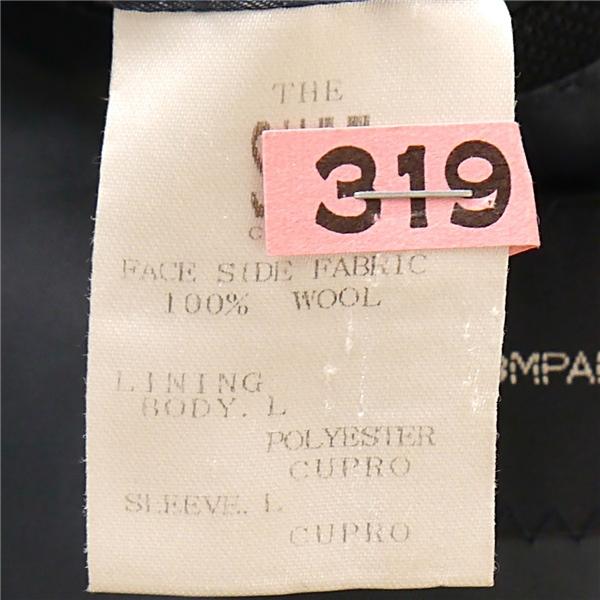 THE
319
FACE SIDE FABRIC
100% WOOL
LINING
BODY. L
POLYESTER
CUPRO
SLEEVE. L
CUPRO